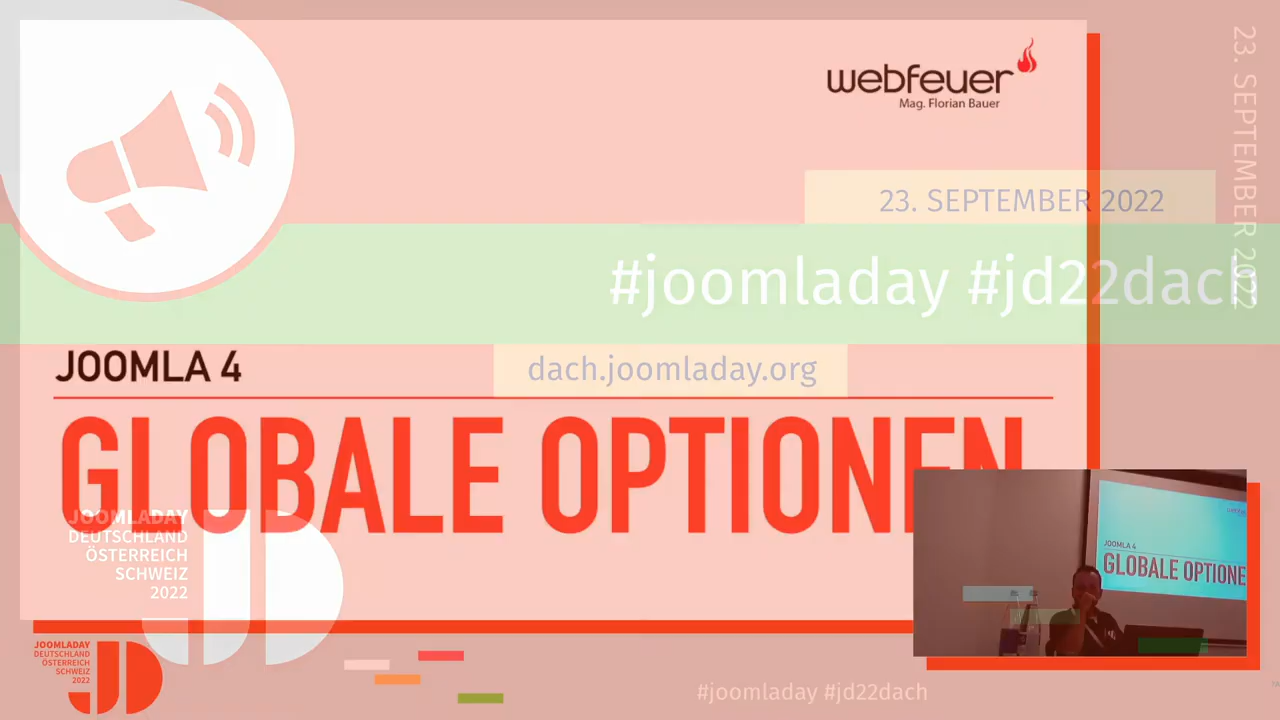 webfeuer
Mag. Florian Bauer
23. SEPTEMBER 2022
23. SEPTEMBER 2022
#joomladay #jd22dach
JOOMLA 4
dach.joomladay.org
GLOBALE OPTIONEN
JOOMLADAY
DEUTSCHLAND
ÖSTERREICH
SCHWEIZ
2022
JOOMLA 4
GLOBALE OPTIONE
JOOMLADAY
DEUTSCHLAND
ÖSTERREICH
SCHWEIZ
2022
#joomladay #jd22dach